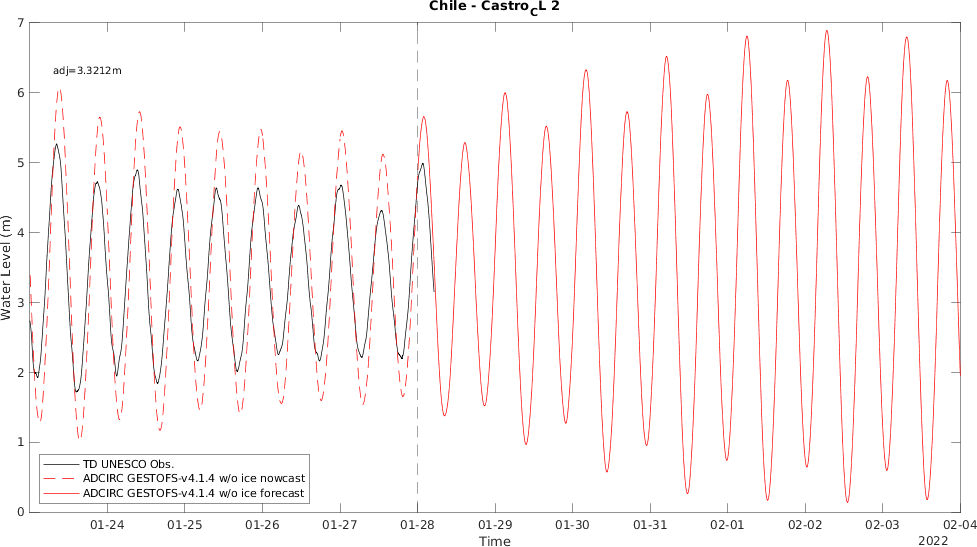 Chile - Castro_CL 2
adj=3.3212m
Water Level (m)
7
6
5
4
3
2
1
0
TD UNESCO Obs.
ADCIRC GESTOFS-v4.1.4 w/o ice nowcast
ADCIRC GESTOFS-v4.1.4 w/o ice forecast
01-24 01-25 01-26 01-27 01-28 01-29 01-30 01-31 02-01 02-02 02-03 02-04
Time
2022